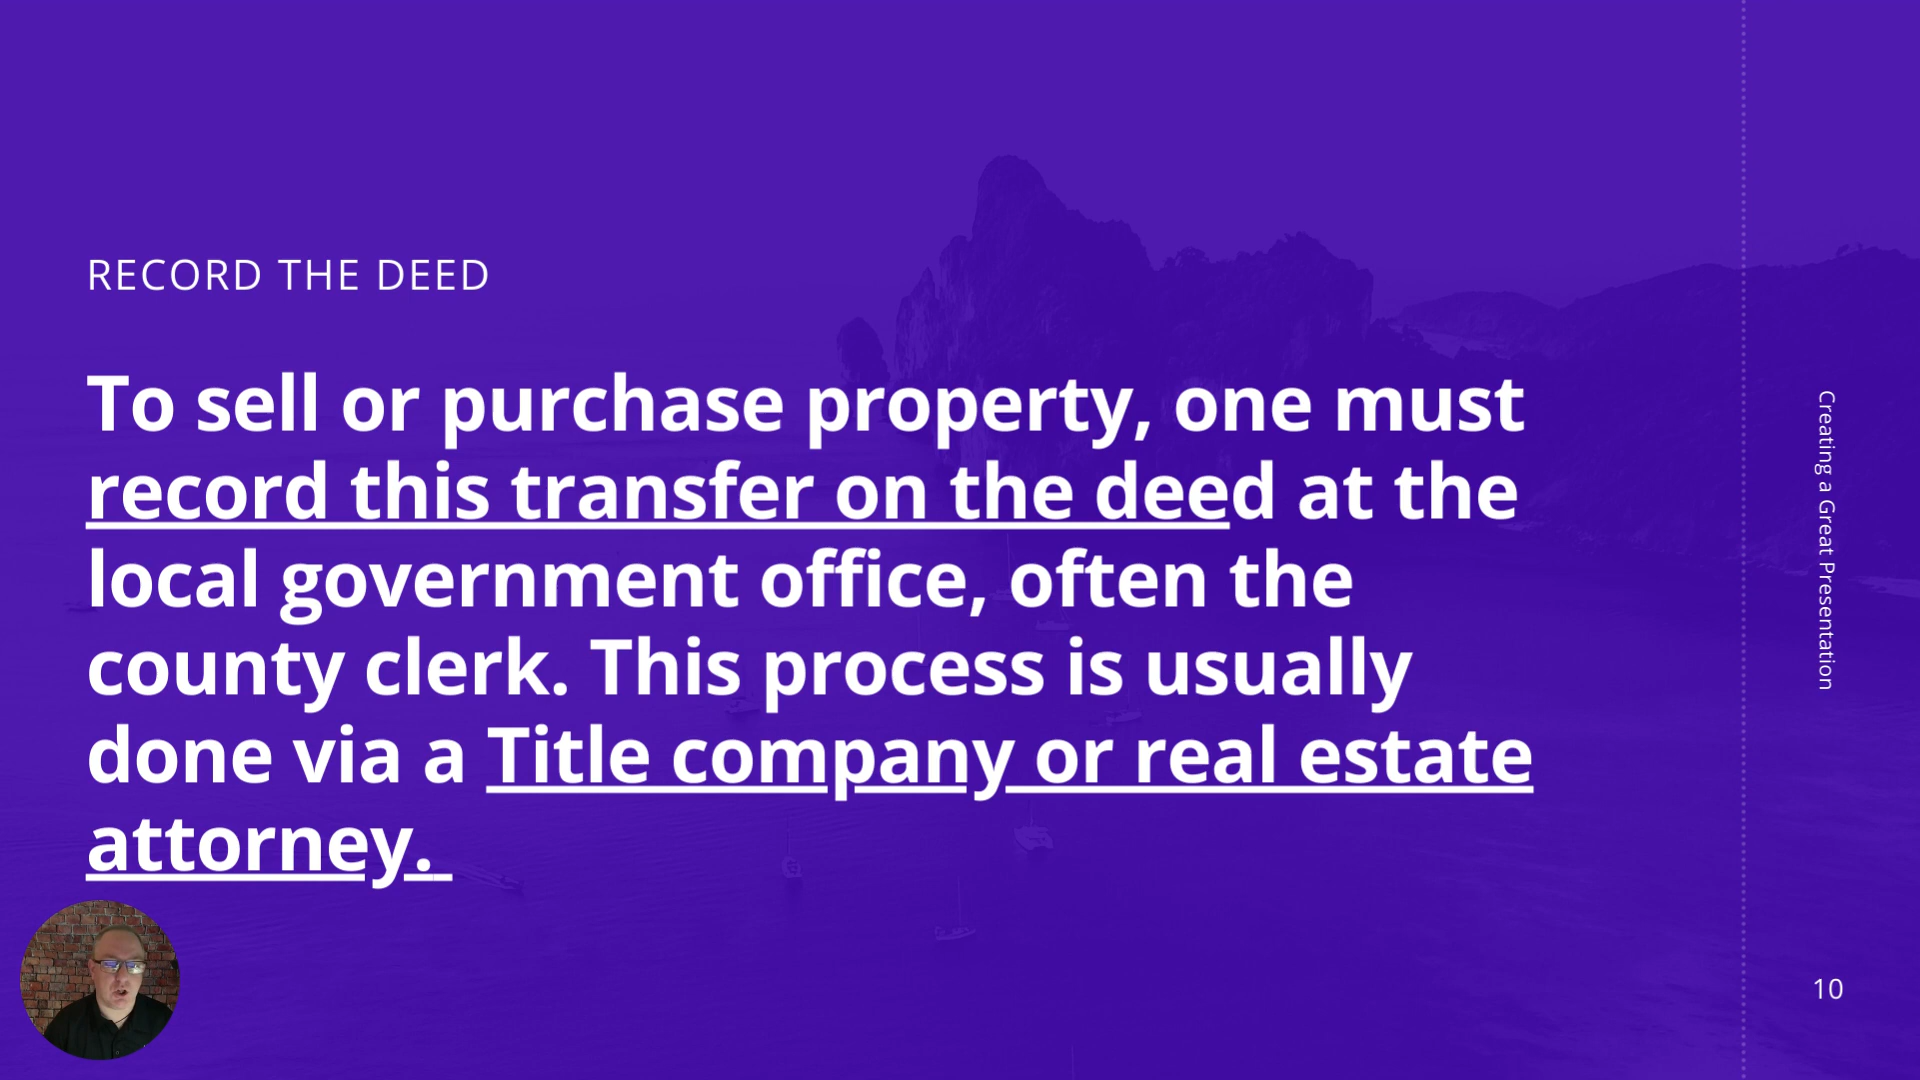 RECORD THE DEED
To sell or purchase property, one must
record this transfer on the deed at the
local government office, often the
county clerk. This process is usually
done via a Title company or real estate
attorney.
Creating a Great Presentation
10